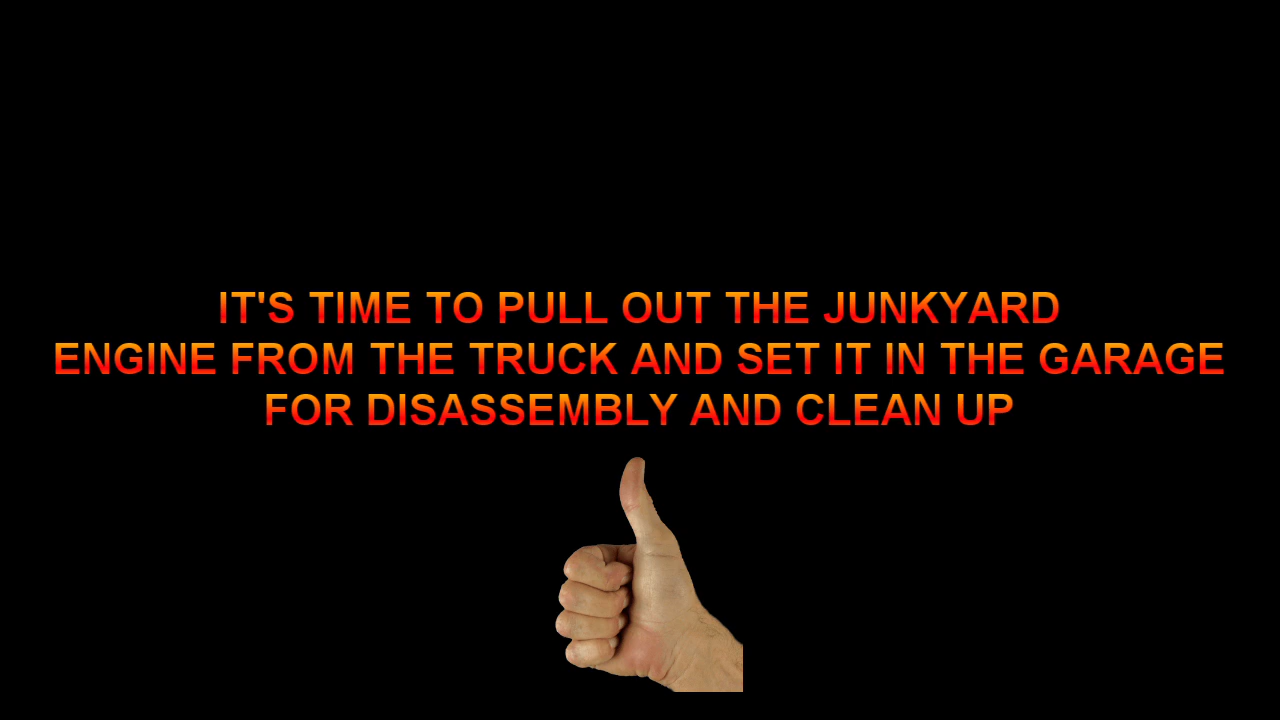 IT'S TIME TO PULL OUT THE JUNKYARD
ENGINE FROM THE TRUCK AND SET IT IN THE GARAGE
FOR DISASSEMBLY AND CLEAN UP